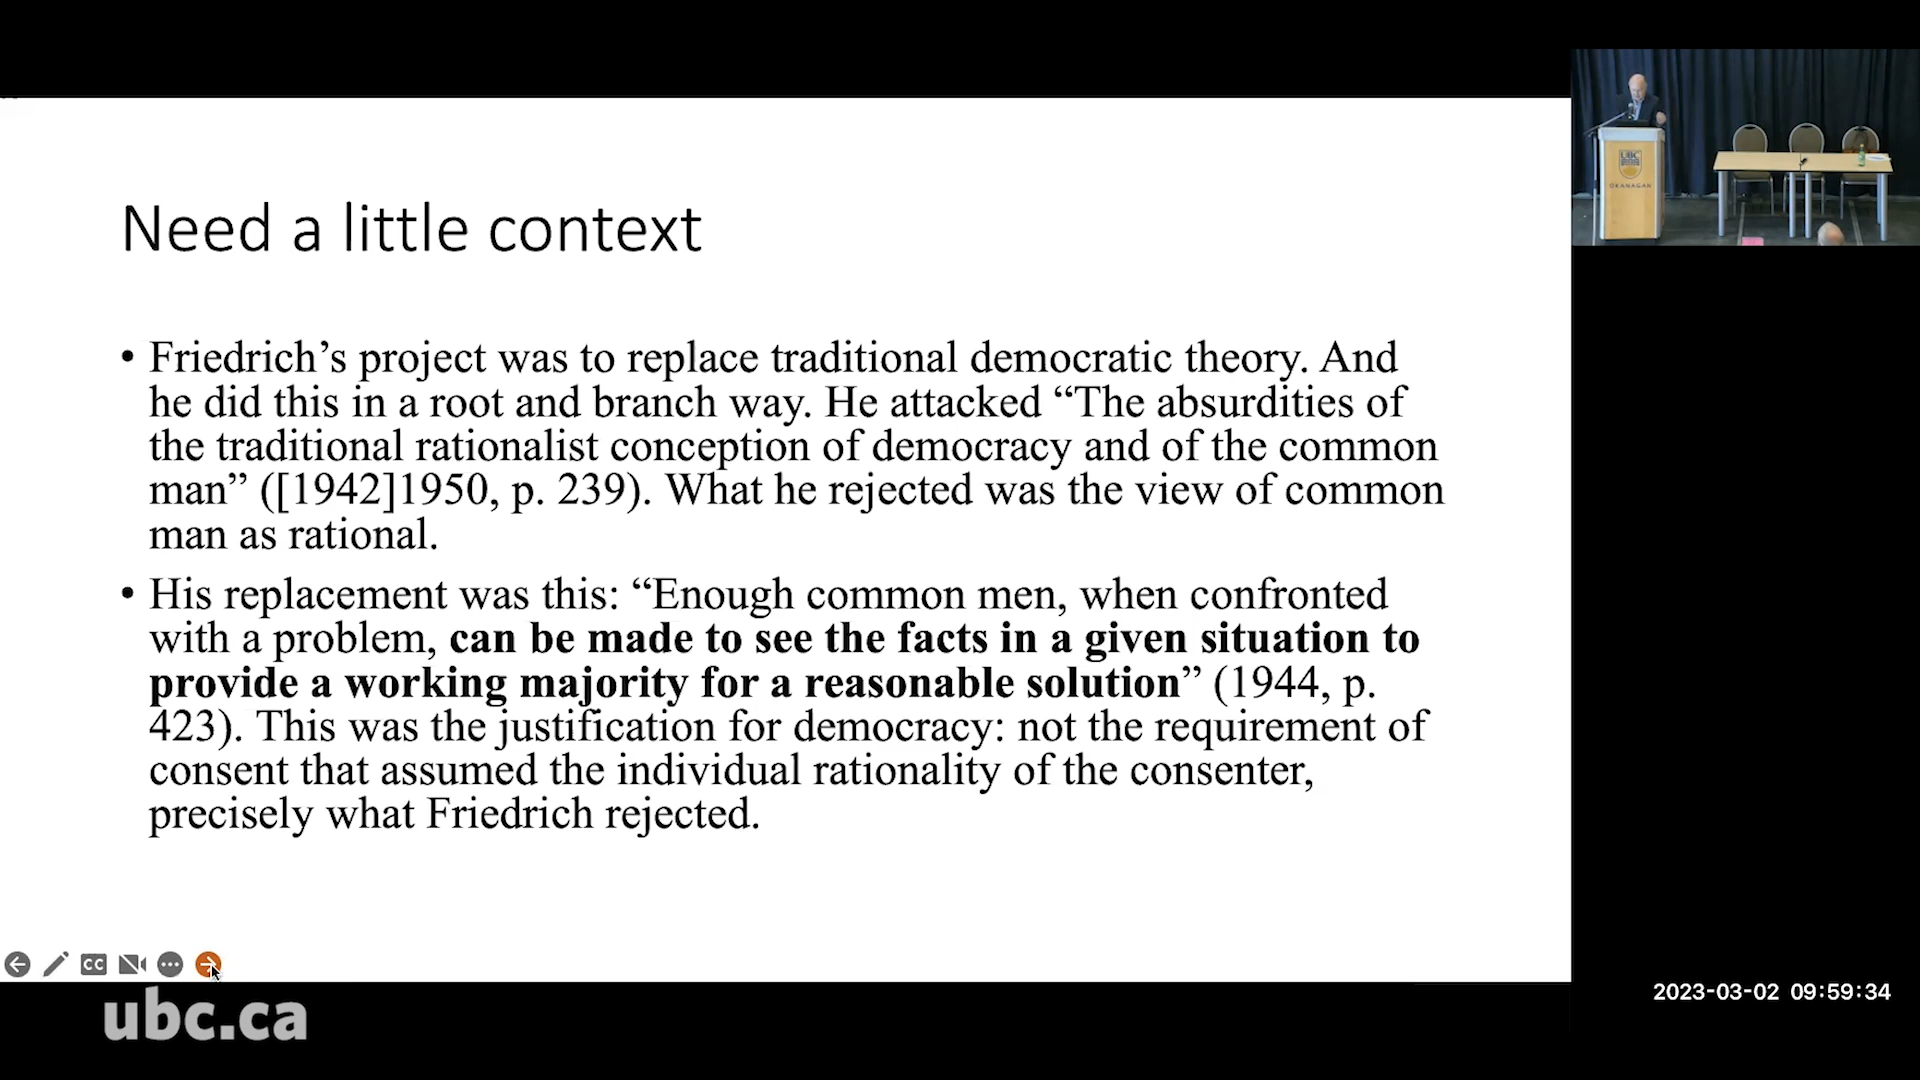 Need a little context
• Friedrich’s project was to replace traditional democratic theory. And
he did this in a root and branch way. He attacked “The absurdities of
the traditional rationalist conception of democracy and of the common
man” ([1942]1950, p. 239). What he rejected was the view of common
man as rational.
• His replacement was this: “Enough common men, when confronted
with a problem, can be made to see the facts in a given situation to
provide a working majority for a reasonable solution” (1944, p.
423). This was the justification for democracy: not the requirement of
consent that assumed the individual rationality of the consenter,
precisely what Friedrich rejected.
UBC
OKANAGAN
CC
ubc.ca
2023-03-02 09:59:34